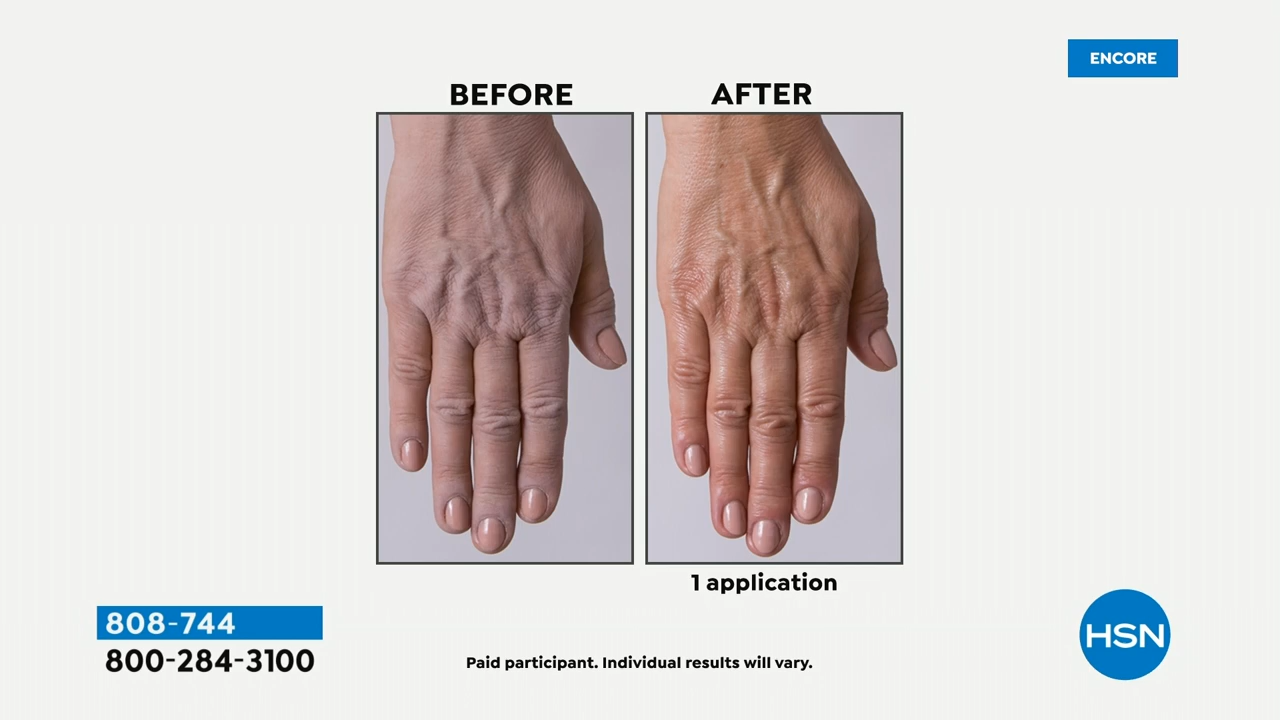 ENCORE
BEFORE
AFTER
1 application
808-744
800-284-3100
Paid participant. Individual results will vary.
HSN